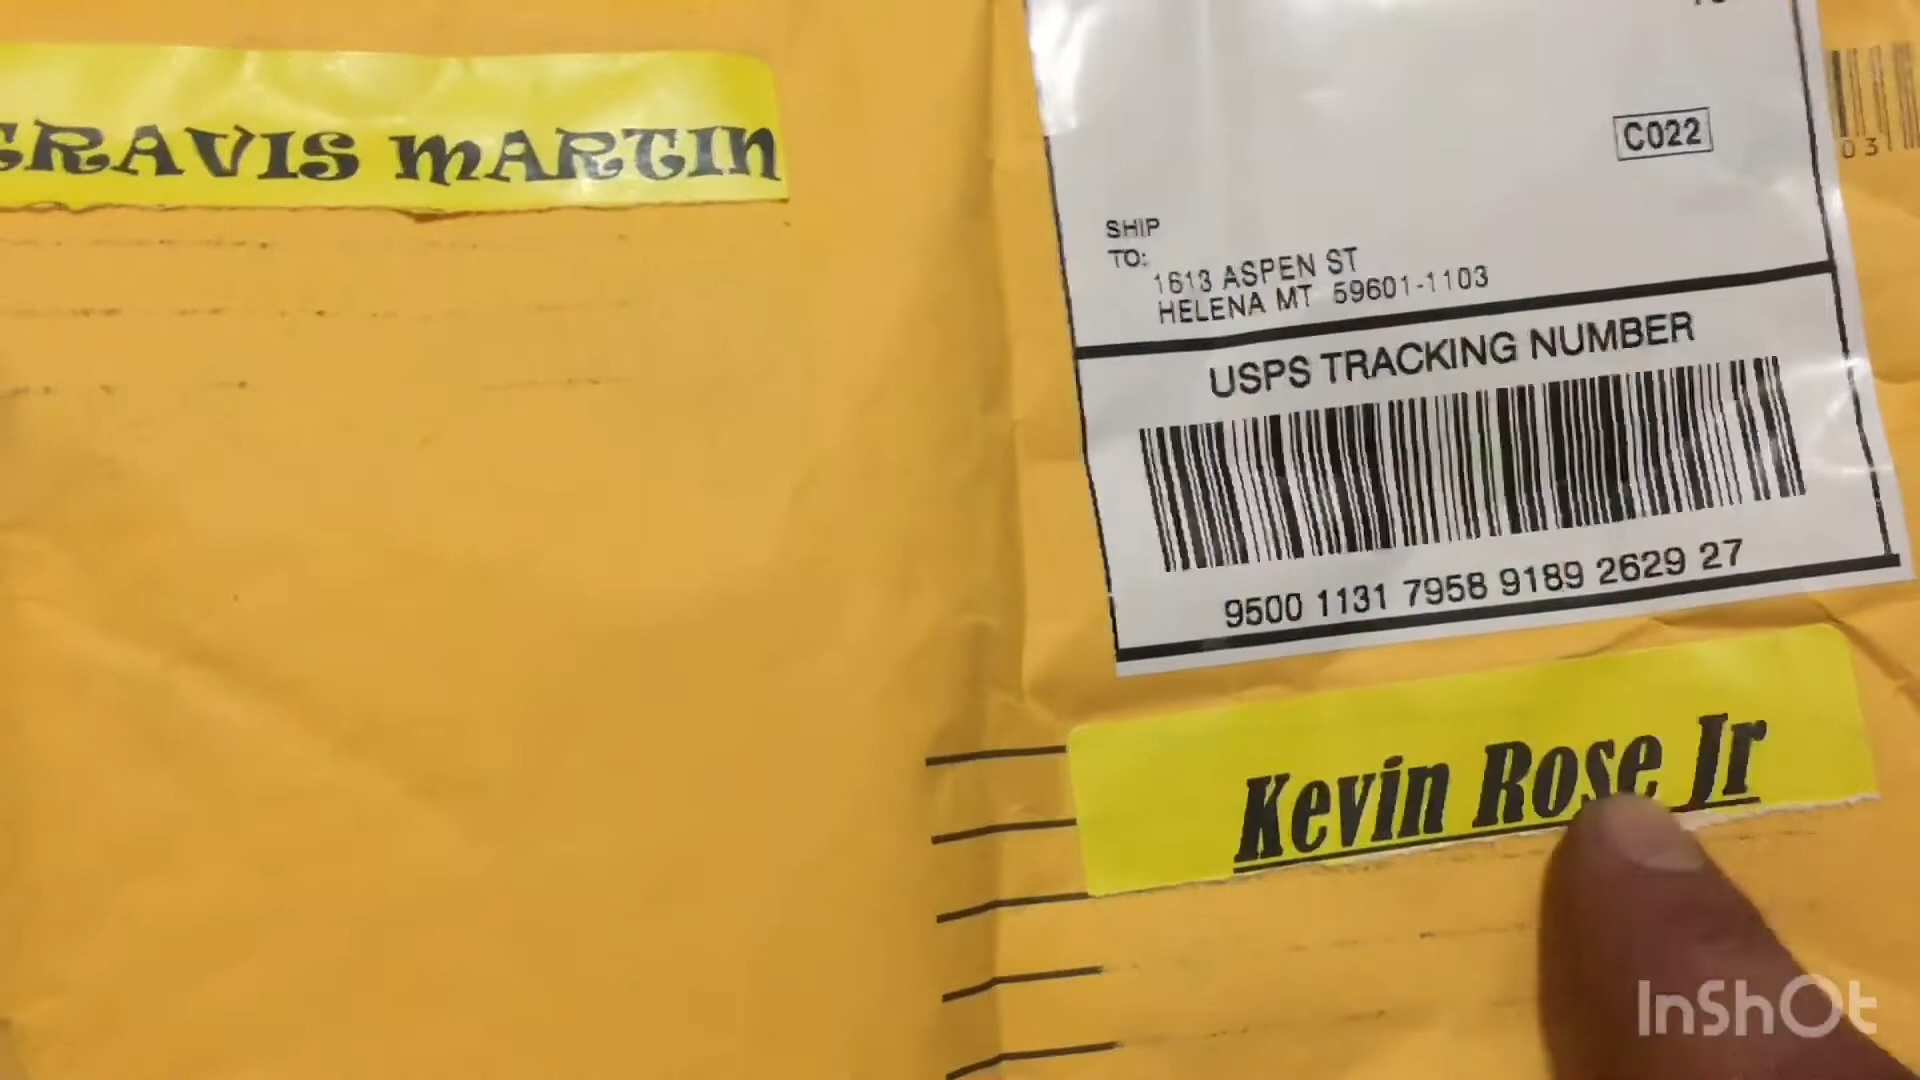 TRAVIS MARTIN
C022
SHIP
TO:
1613 ASPEN ST
HELENA MT 59601-1103
USPS TRACKING NUMBER
9500 1131 7958 9189 2629 27
Kevin Rose Jr
InShOt